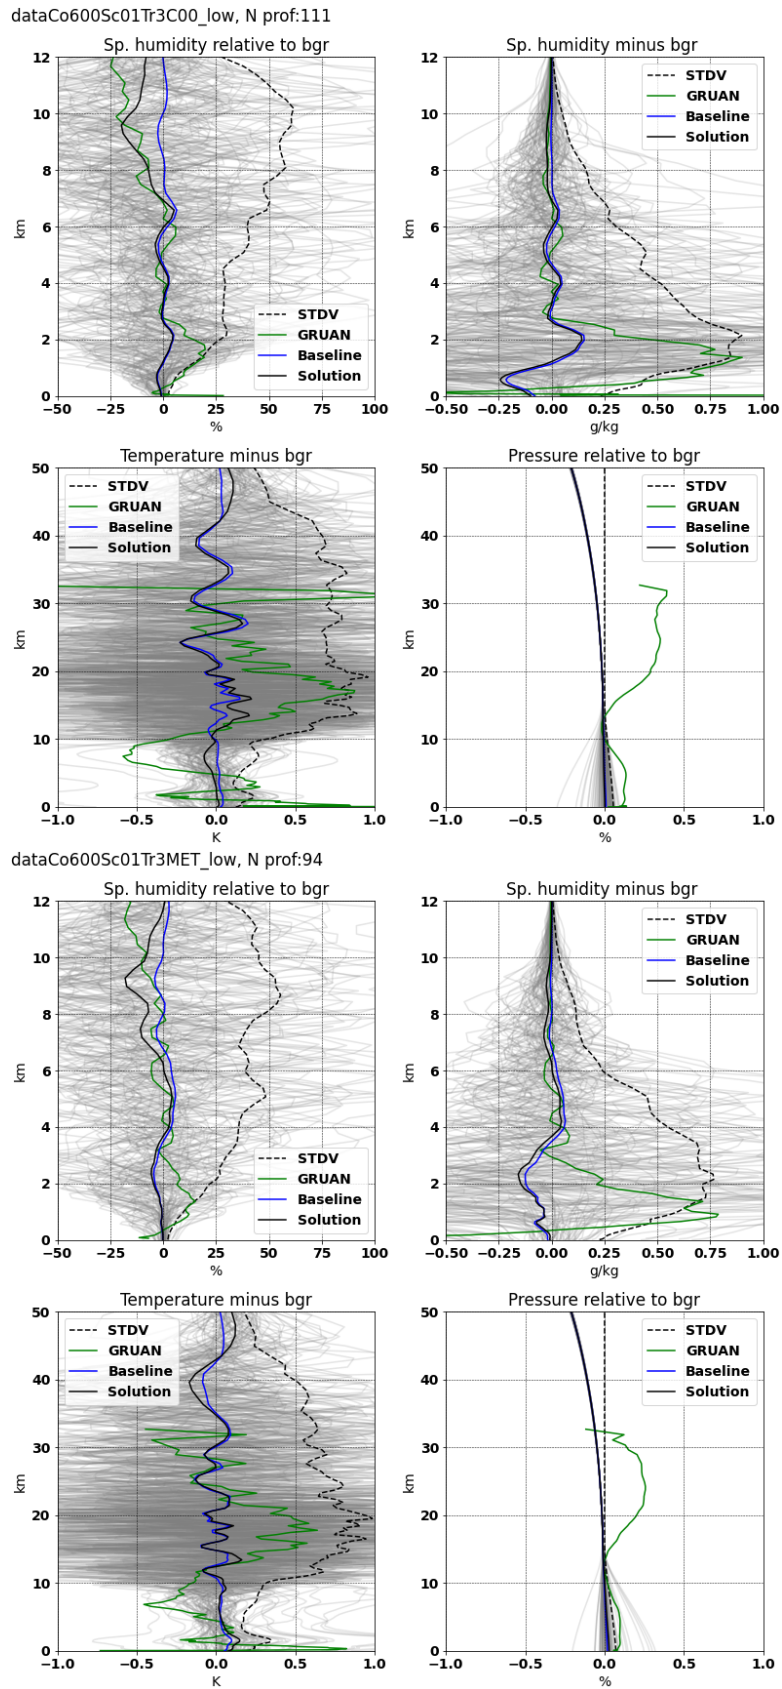 dataCo600Sc01Tr3C00_low, N prof:111
Sp. humidity relative to bgr
12
10
8
6
4
2
0
km
STDV
GRUAN
Baseline
Solution
−50 −25 0 25 50 75 100
%
Sp. humidity minus bgr
12
10
8
6
4
2
0
km
STDV
GRUAN
Baseline
Solution
−0.50 −0.25 0.00 0.25 0.50 0.75 1.00
g/kg
Temperature minus bgr
50
40
30
20
10
0
km
STDV
GRUAN
Baseline
Solution
−1.0 −0.5 0.0 0.5 1.0
K
Pressure relative to bgr
50
40
30
20
10
0
km
STDV
GRUAN
Baseline
Solution
−1.0 −0.5 0.0 0.5 1.0
%
dataCo600Sc01Tr3MET_low, N prof:94
Sp. humidity relative to bgr
12
10
8
6
4
2
0
km
STDV
GRUAN
Baseline
Solution
−50 −25 0 25 50 75 100
%
Sp. humidity minus bgr
12
10
8
6
4
2
0
km
STDV
GRUAN
Baseline
Solution
−0.50 −0.25 0.00 0.25 0.50 0.75 1.00
g/kg
Temperature minus bgr
50
40
30
20
10
0
km
STDV
GRUAN
Baseline
Solution
−1.0 −0.5 0.0 0.5 1.0
K
Pressure relative to bgr
50
40
30
20
10
0
km
STDV
GRUAN
Baseline
Solution
−1.0 −0.5 0.0 0.5 1.0
%